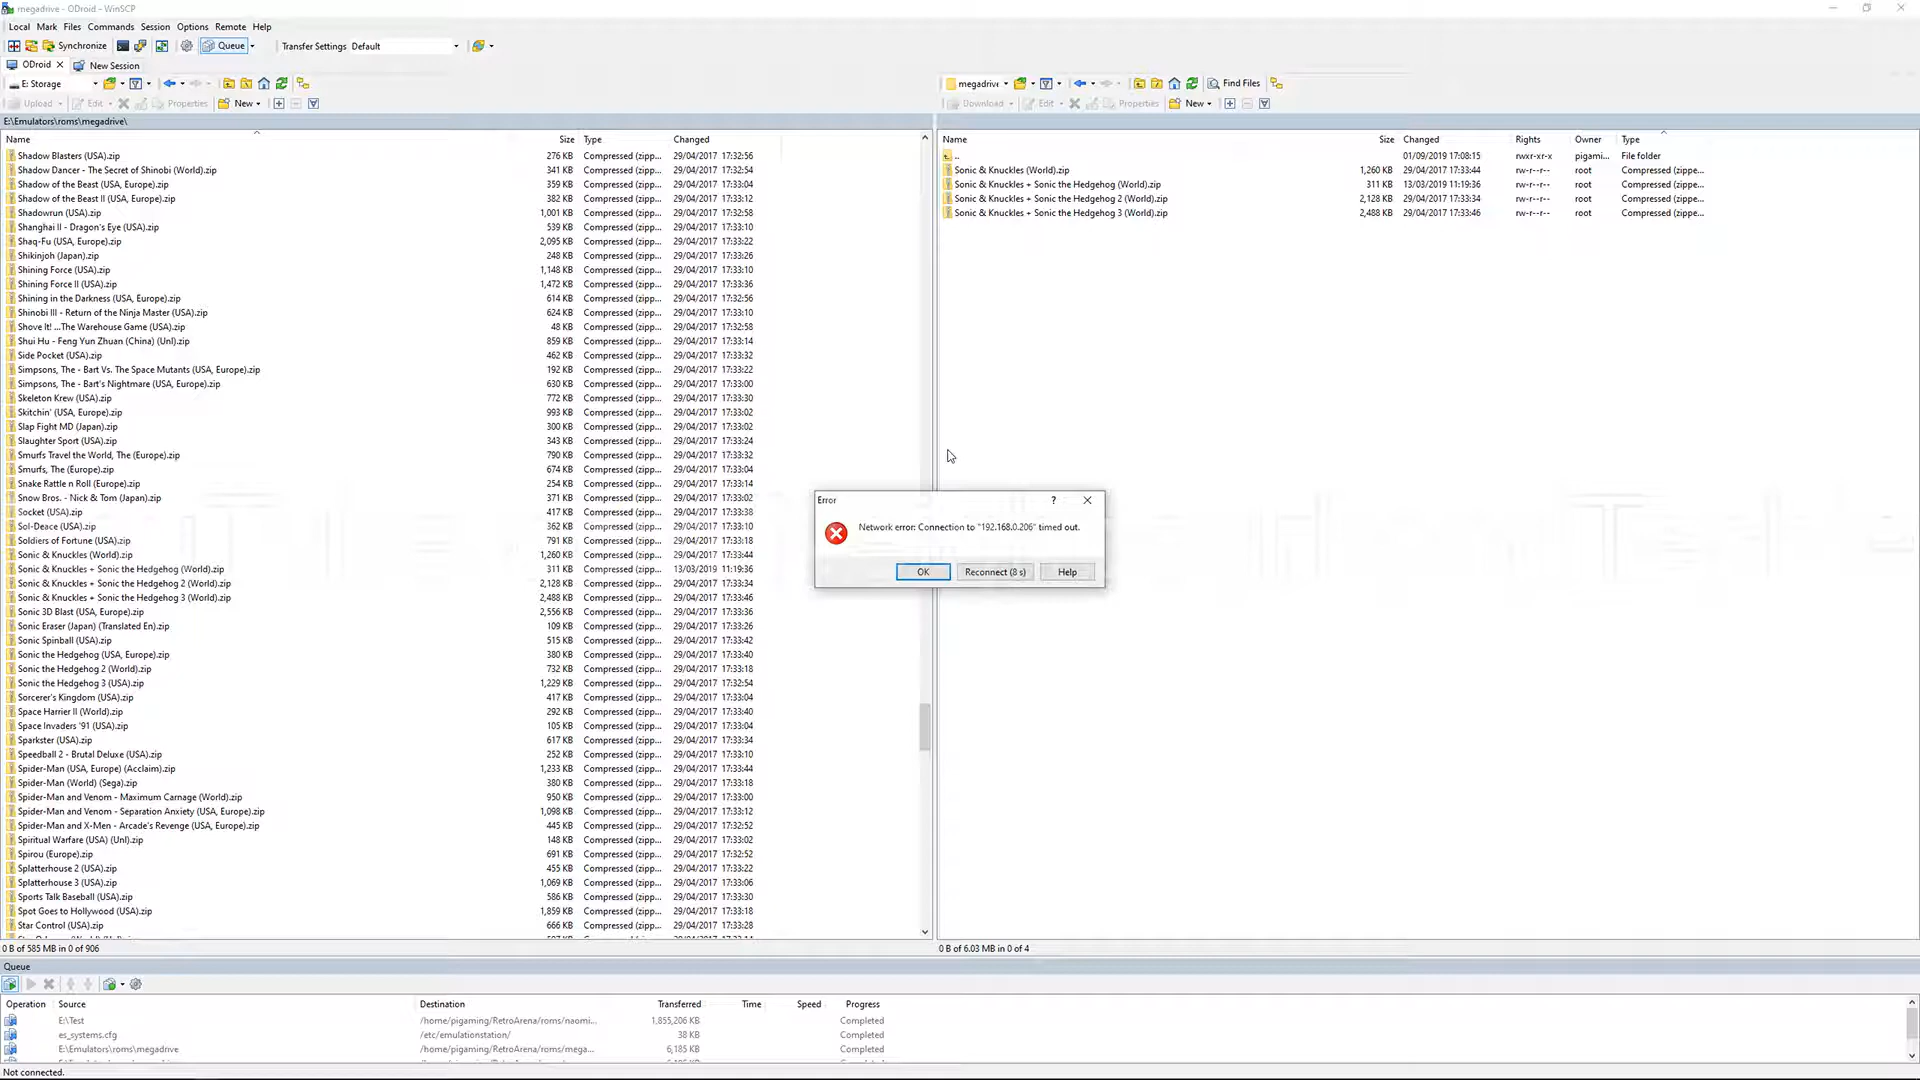 megadrive - ODroid - WinSCP
Local Mark Files Commands Session Options Remote Help
Synchronize Queue Transfer Settings Default
ODroid New Session
E: Storage
megadrive Find Files
Upload Edit Properties New
Download Edit Properties New
E:\Emulators\roms\megadrive\
Name Size Type Changed
Shadow Blasters (USA).zip 276 KB Compressed (zipp... 29/04/2017 17:32:56
Shadow Dancer - The Secret of Shinobi (World).zip 341 KB Compressed (zipp... 29/04/2017 17:32:54
Shadow of the Beast (USA, Europe).zip 359 KB Compressed (zipp... 29/04/2017 17:33:04
Shadow of the Beast II (USA, Europe).zip 382 KB Compressed (zipp... 29/04/2017 17:33:12
Shadowrun (USA).zip 1,001 KB Compressed (zipp... 29/04/2017 17:32:58
Shanghai II - Dragon's Eye (USA).zip 539 KB Compressed (zipp... 29/04/2017 17:33:10
Shaq-Fu (USA, Europe).zip 2,095 KB Compressed (zipp... 29/04/2017 17:33:22
Shikinjoh (Japan).zip 248 KB Compressed (zipp... 29/04/2017 17:33:26
Shining Force (USA).zip 1,148 KB Compressed (zipp... 29/04/2017 17:33:10
Shining Force II (USA).zip 1,472 KB Compressed (zipp... 29/04/2017 17:33:36
Shining in the Darkness (USA, Europe).zip 614 KB Compressed (zipp... 29/04/2017 17:32:56
Shinobi III - Return of the Ninja Master (USA).zip 624 KB Compressed (zipp... 29/04/2017 17:33:10
Shove It! ...The Warehouse Game (USA).zip 48 KB Compressed (zipp... 29/04/2017 17:32:58
Shui Hu - Feng Yun Zhuan (China) (Unl).zip 859 KB Compressed (zipp... 29/04/2017 17:33:14
Side Pocket (USA).zip 462 KB Compressed (zipp... 29/04/2017 17:33:32
Simpsons, The - Bart Vs. The Space Mutants (USA, Europe).zip 192 KB Compressed (zipp... 29/04/2017 17:33:22
Simpsons, The - Bart's Nightmare (USA, Europe).zip 630 KB Compressed (zipp... 29/04/2017 17:33:00
Skeleton Krew (USA).zip 772 KB Compressed (zipp... 29/04/2017 17:33:30
Skitchin' (USA, Europe).zip 993 KB Compressed (zipp... 29/04/2017 17:33:02
Slap Fight MD (Japan).zip 300 KB Compressed (zipp... 29/04/2017 17:33:02
Slaughter Sport (USA).zip 343 KB Compressed (zipp... 29/04/2017 17:33:24
Smurfs Travel the World, The (Europe).zip 790 KB Compressed (zipp... 29/04/2017 17:33:32
Smurfs, The (Europe).zip 674 KB Compressed (zipp... 29/04/2017 17:33:04
Snake Rattle n Roll (Europe).zip 254 KB Compressed (zipp... 29/04/2017 17:33:14
Snow Bros. - Nick & Tom (Japan).zip 371 KB Compressed (zipp... 29/04/2017 17:33:02
Socket (USA).zip 417 KB Compressed (zipp... 29/04/2017 17:33:38
Sol-Deace (USA).zip 362 KB Compressed (zipp... 29/04/2017 17:33:10
Soldiers of Fortune (USA).zip 791 KB Compressed (zipp... 29/04/2017 17:33:18
Sonic & Knuckles (World).zip 1,260 KB Compressed (zipp... 29/04/2017 17:33:44
Sonic & Knuckles + Sonic the Hedgehog (World).zip 311 KB Compressed (zipp... 13/03/2019 11:19:36
Sonic & Knuckles + Sonic the Hedgehog 2 (World).zip 2,128 KB Compressed (zipp... 29/04/2017 17:33:34
Sonic & Knuckles + Sonic the Hedgehog 3 (World).zip 2,488 KB Compressed (zipp... 29/04/2017 17:33:46
Sonic 3D Blast (USA, Europe).zip 2,556 KB Compressed (zipp... 29/04/2017 17:33:36
Sonic Eraser (Japan) (Translated En).zip 109 KB Compressed (zipp... 29/04/2017 17:33:26
Sonic Spinball (USA).zip 515 KB Compressed (zipp... 29/04/2017 17:33:42
Sonic the Hedgehog (USA, Europe).zip 380 KB Compressed (zipp... 29/04/2017 17:33:40
Sonic the Hedgehog 2 (World).zip 732 KB Compressed (zipp... 29/04/2017 17:33:18
Sonic the Hedgehog 3 (USA).zip 1,229 KB Compressed (zipp... 29/04/2017 17:32:54
Sorcerer's Kingdom (USA).zip 417 KB Compressed (zipp... 29/04/2017 17:33:04
Space Harrier II (World).zip 292 KB Compressed (zipp... 29/04/2017 17:33:40
Space Invaders '91 (USA).zip 105 KB Compressed (zipp... 29/04/2017 17:33:04
Sparkster (USA).zip 617 KB Compressed (zipp... 29/04/2017 17:33:34
Speedball 2 - Brutal Deluxe (USA).zip 252 KB Compressed (zipp... 29/04/2017 17:33:10
Spider-Man (USA, Europe) (Acclaim).zip 1,233 KB Compressed (zipp... 29/04/2017 17:33:44
Spider-Man (World) (Sega).zip 380 KB Compressed (zipp... 29/04/2017 17:33:18
Spider-Man and Venom - Maximum Carnage (World).zip 950 KB Compressed (zipp... 29/04/2017 17:33:00
Spider-Man and Venom - Separation Anxiety (USA, Europe).zip 1,098 KB Compressed (zipp... 29/04/2017 17:33:12
Spider-Man and X-Men - Arcade's Revenge (USA, Europe).zip 445 KB Compressed (zipp... 29/04/2017 17:32:52
Spiritual Warfare (USA) (Unl).zip 148 KB Compressed (zipp... 29/04/2017 17:33:02
Spirou (Europe).zip 691 KB Compressed (zipp... 29/04/2017 17:32:52
Splatterhouse 2 (USA).zip 455 KB Compressed (zipp... 29/04/2017 17:33:22
Splatterhouse 3 (USA).zip 1,069 KB Compressed (zipp... 29/04/2017 17:33:06
Sports Talk Baseball (USA).zip 586 KB Compressed (zipp... 29/04/2017 17:33:30
Spot Goes to Hollywood (USA).zip 1,859 KB Compressed (zipp... 29/04/2017 17:33:18
Star Control (USA).zip 666 KB Compressed (zipp... 29/04/2017 17:33:28
0 B of 585 MB in 0 of 906
Name Size Changed Rights Owner Type
.. 01/09/2019 17:08:15 rwxr-xr-x pigami... File folder
Sonic & Knuckles (World).zip 1,260 KB 29/04/2017 17:33:44 rw-r--r-- root Compressed (zippe...
Sonic & Knuckles + Sonic the Hedgehog (World).zip 311 KB 13/03/2019 11:19:36 rw-r--r-- root Compressed (zippe...
Sonic & Knuckles + Sonic the Hedgehog 2 (World).zip 2,128 KB 29/04/2017 17:33:34 rw-r--r-- root Compressed (zippe...
Sonic & Knuckles + Sonic the Hedgehog 3 (World).zip 2,488 KB 29/04/2017 17:33:46 rw-r--r-- root Compressed (zippe...
0 B of 6.03 MB in 0 of 4
Error ?
Network error: Connection to "192.168.0.206" timed out.
OK Reconnect (8 s) Help
Queue
Operation Source Destination Transferred Time Speed Progress
E:\Test /home/pigaming/RetroArena/roms/naomi... 1,855,206 KB Completed
es_systems.cfg /etc/emulationstation/ 38 KB Completed
E:\Emulators\roms\megadrive /home/pigaming/RetroArena/roms/mega... 6,185 KB Completed
Not connected.